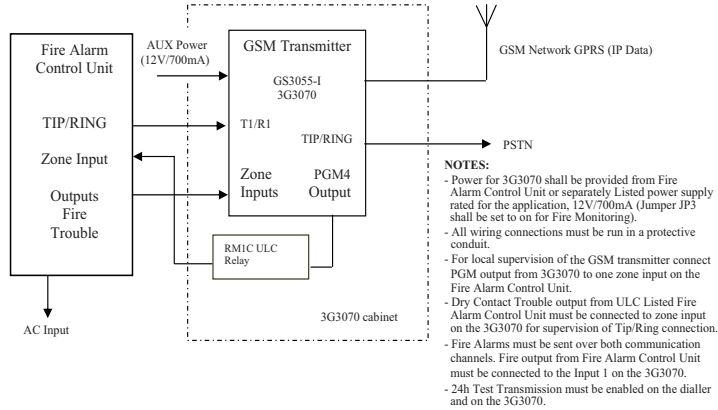 Fire Alarm
Control Unit
TIP/RING
Zone Input
Outputs
Fire
Trouble
AC Input
AUX Power
(12V/700mA)
GSM Transmitter
GS3055-I
3G3070
T1/R1
TIP/RING
Zone
Inputs
PGM4
Output
RM1C ULC
Relay
3G3070 cabinet
GSM Network GPRS (IP Data)
PSTN
NOTES:
- Power for 3G3070 shall be provided from Fire
Alarm Control Unit or separately Listed power supply
rated for the application, 12V/700mA (Jumper JP3
shall be set to on for Fire Monitoring).
- All wiring connections must be run in a protective
conduit.
- For local supervision of the GSM transmitter connect
PGM output from 3G3070 to one zone input on the
Fire Alarm Control Unit.
- Dry Contact Trouble output from ULC Listed Fire
Alarm Control Unit must be connected to zone input
on the 3G3070 for supervision of Tip/Ring connection.
- Fire Alarms must be sent over both communication
channels. Fire output from Fire Alarm Control Unit
must be connected to the Input 1 on the 3G3070.
- 24h Test Transmission must be enabled on the dialler
and on the 3G3070.